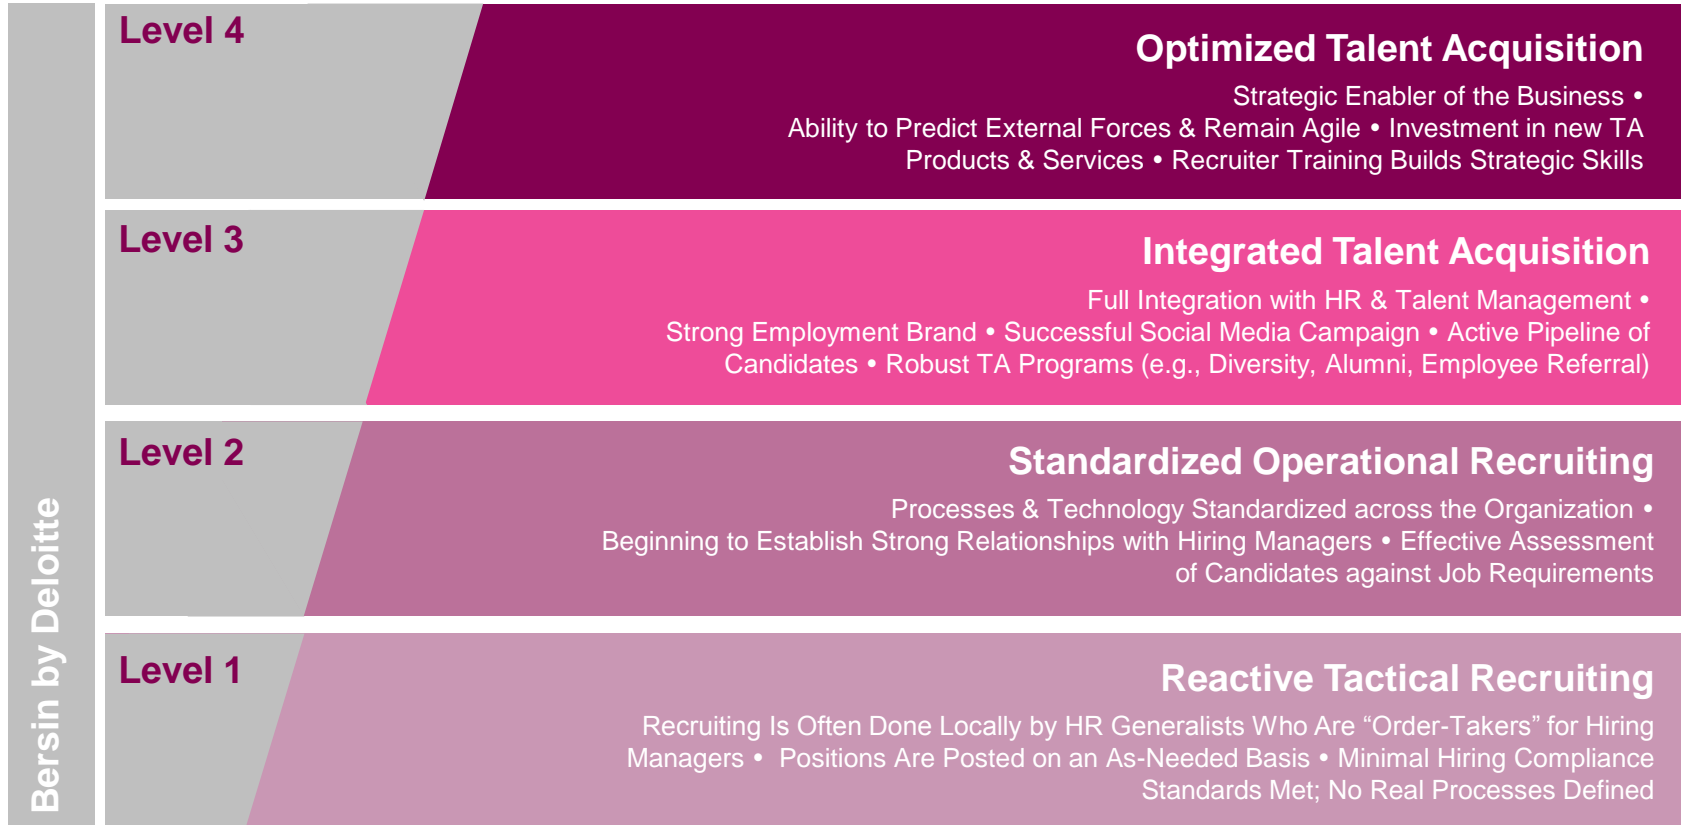 Level 4
Optimized Talent Acquisition
Strategic Enabler of the Business •
Ability to Predict External Forces & Remain Agile • Investment in new TA
Products & Services • Recruiter Training Builds Strategic Skills
Level 3
Integrated Talent Acquisition
Full Integration with HR & Talent Management •
Strong Employment Brand • Successful Social Media Campaign • Active Pipeline of
Candidates • Robust TA Programs (e.g., Diversity, Alumni, Employee Referral)
Level 2
Standardized Operational Recruiting
Processes & Technology Standardized across the Organization •
Beginning to Establish Strong Relationships with Hiring Managers • Effective Assessment
of Candidates against Job Requirements
Level 1
Reactive Tactical Recruiting
Recruiting Is Often Done Locally by HR Generalists Who Are “Order-Takers” for Hiring
Managers •  Positions Are Posted on an As-Needed Basis • Minimal Hiring Compliance
Standards Met; No Real Processes Defined
Bersin by Deloitte